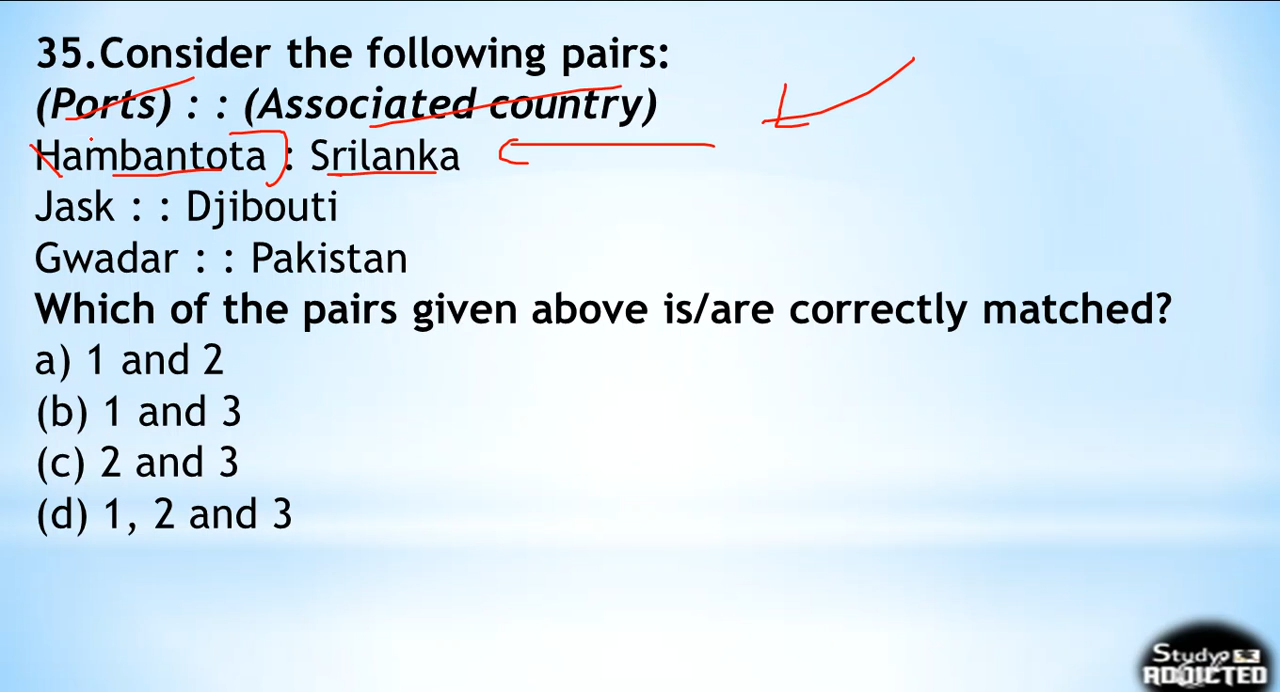 35.Consider the following pairs:
(Ports) : : (Associated country)
Hambantota : Srilanka
Jask : : Djibouti
Gwadar : : Pakistan
Which of the pairs given above is/are correctly matched?
a) 1 and 2
(b) 1 and 3
(c) 2 and 3
(d) 1, 2 and 3
Study
ADDICTED